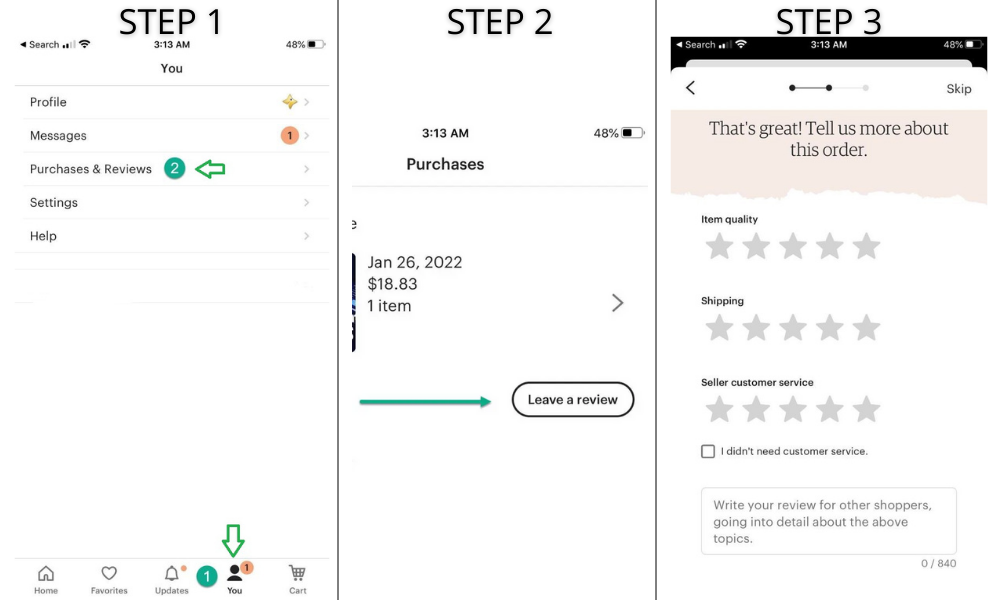 STEP 1
Search
3:13 AM
48%
You
Profile
Messages
1
Purchases & Reviews
2
Settings
Help
1
1
Home
Favorites
Updates
You
Cart
STEP 2
3:13 AM
48%
Purchases
e
Jan 26, 2022
$18.83
1 item
Leave a review
STEP 3
Search
3:13 AM
48%
Skip
That's great! Tell us more about
this order.
Item quality
Shipping
Seller customer service
I didn't need customer service.
Write your review for other shoppers,
going into detail about the above
topics.
0 / 840